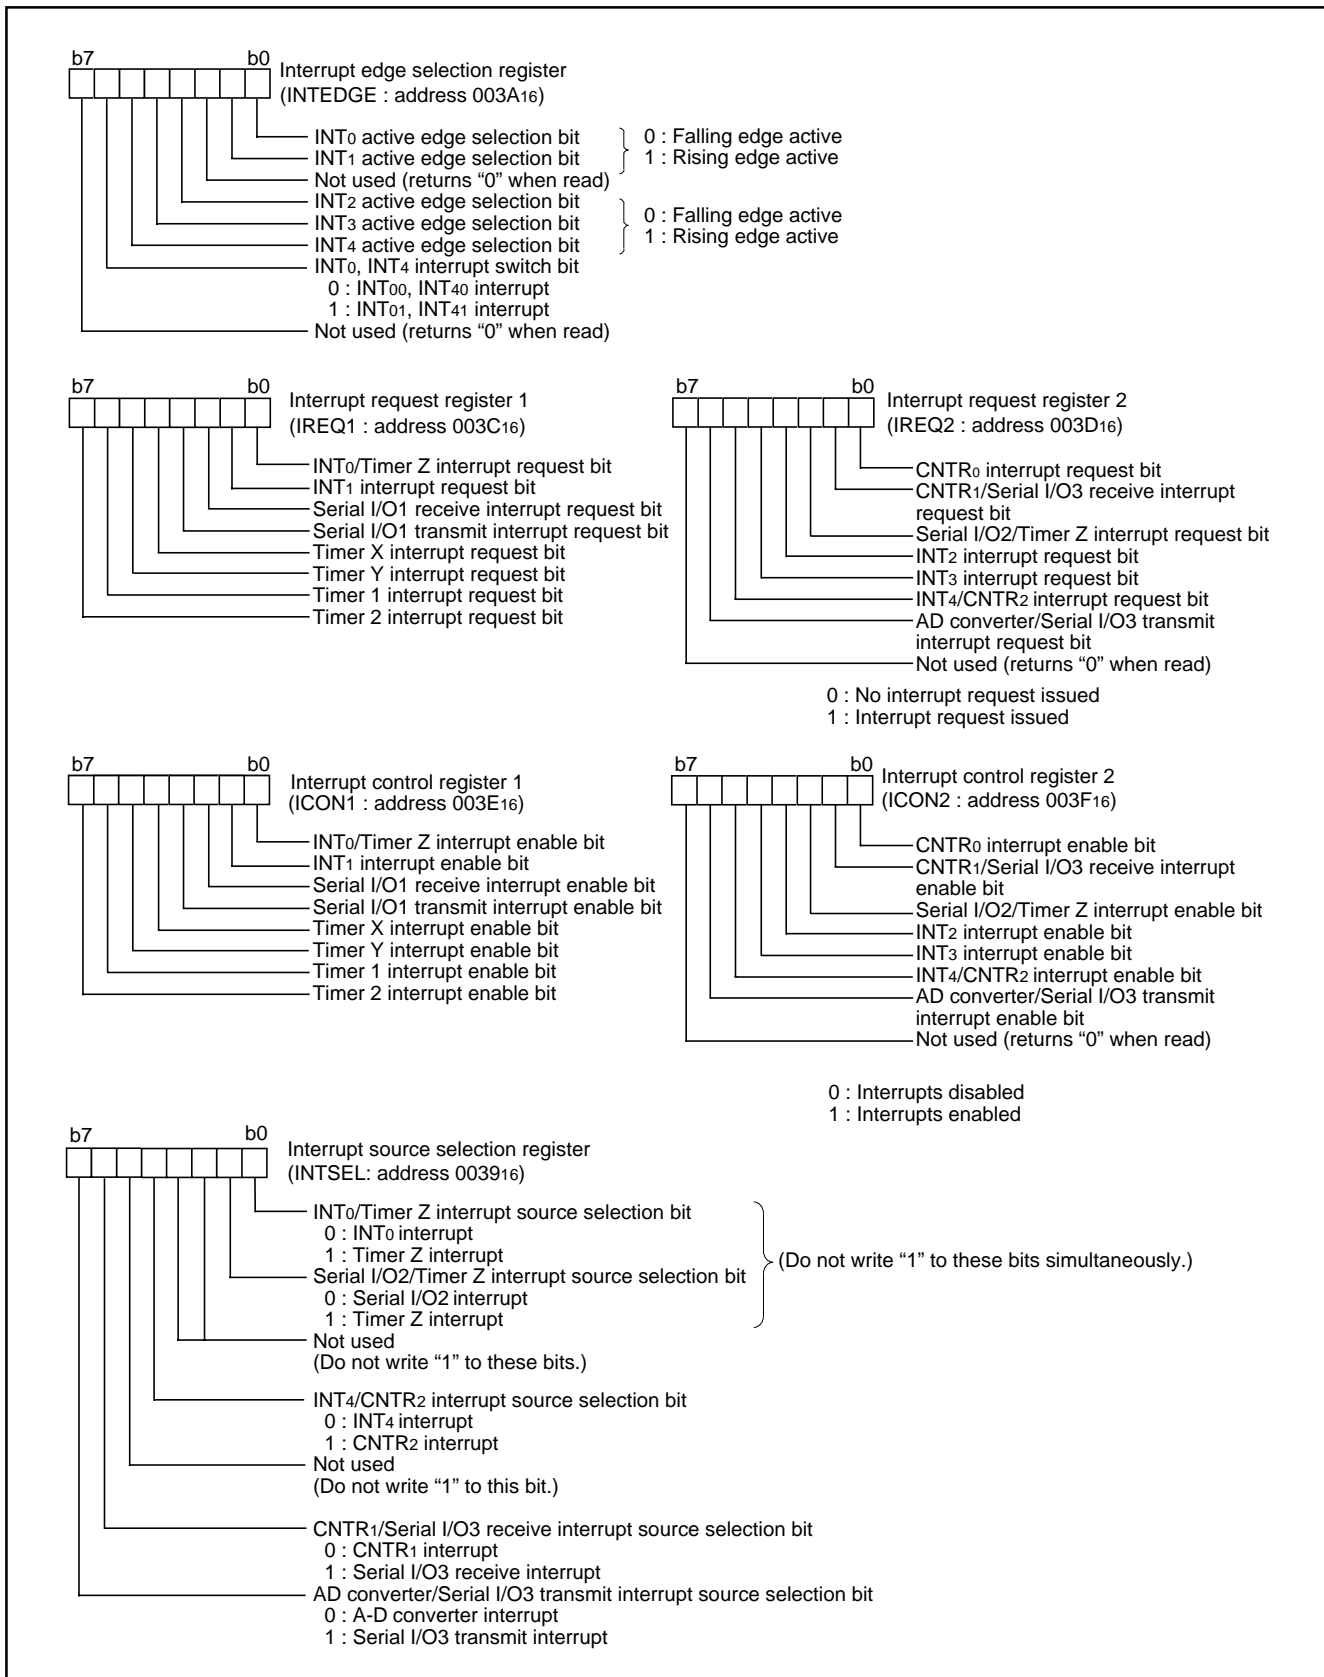 b7 b0
Interrupt edge selection register
(INTEDGE : address 003A16)
INT0 active edge selection bit
INT1 active edge selection bit
0 : Falling edge active
1 : Rising edge active
Not used (returns “0” when read)
INT2 active edge selection bit
INT3 active edge selection bit
INT4 active edge selection bit
0 : Falling edge active
1 : Rising edge active
INT0, INT4 interrupt switch bit
0 : INT00, INT40 interrupt
1 : INT01, INT41 interrupt
Not used (returns “0” when read)
b7 b0
Interrupt request register 1
(IREQ1 : address 003C16)
INT0/Timer Z interrupt request bit
INT1 interrupt request bit
Serial I/O1 receive interrupt request bit
Serial I/O1 transmit interrupt request bit
Timer X interrupt request bit
Timer Y interrupt request bit
Timer 1 interrupt request bit
Timer 2 interrupt request bit
b7 b0
Interrupt request register 2
(IREQ2 : address 003D16)
CNTR0 interrupt request bit
CNTR1/Serial I/O3 receive interrupt
request bit
Serial I/O2/Timer Z interrupt request bit
INT2 interrupt request bit
INT3 interrupt request bit
INT4/CNTR2 interrupt request bit
AD converter/Serial I/O3 transmit
interrupt request bit
Not used (returns “0” when read)
0 : No interrupt request issued
1 : Interrupt request issued
b7 b0
Interrupt control register 1
(ICON1 : address 003E16)
INT0/Timer Z interrupt enable bit
INT1 interrupt enable bit
Serial I/O1 receive interrupt enable bit
Serial I/O1 transmit interrupt enable bit
Timer X interrupt enable bit
Timer Y interrupt enable bit
Timer 1 interrupt enable bit
Timer 2 interrupt enable bit
b7 b0
Interrupt control register 2
(ICON2 : address 003F16)
CNTR0 interrupt enable bit
CNTR1/Serial I/O3 receive interrupt
enable bit
Serial I/O2/Timer Z interrupt enable bit
INT2 interrupt enable bit
INT3 interrupt enable bit
INT4/CNTR2 interrupt enable bit
AD converter/Serial I/O3 transmit
interrupt enable bit
Not used (returns “0” when read)
0 : Interrupts disabled
1 : Interrupts enabled
b7 b0
Interrupt source selection register
(INTSEL: address 003916)
INT0/Timer Z interrupt source selection bit
0 : INT0 interrupt
1 : Timer Z interrupt
Serial I/O2/Timer Z interrupt source selection bit
0 : Serial I/O2 interrupt
1 : Timer Z interrupt
(Do not write “1” to these bits simultaneously.)
Not used
(Do not write “1” to these bits.)
INT4/CNTR2 interrupt source selection bit
0 : INT4 interrupt
1 : CNTR2 interrupt
Not used
(Do not write “1” to this bit.)
CNTR1/Serial I/O3 receive interrupt source selection bit
0 : CNTR1 interrupt
1 : Serial I/O3 receive interrupt
AD converter/Serial I/O3 transmit interrupt source selection bit
0 : A-D converter interrupt
1 : Serial I/O3 transmit interrupt